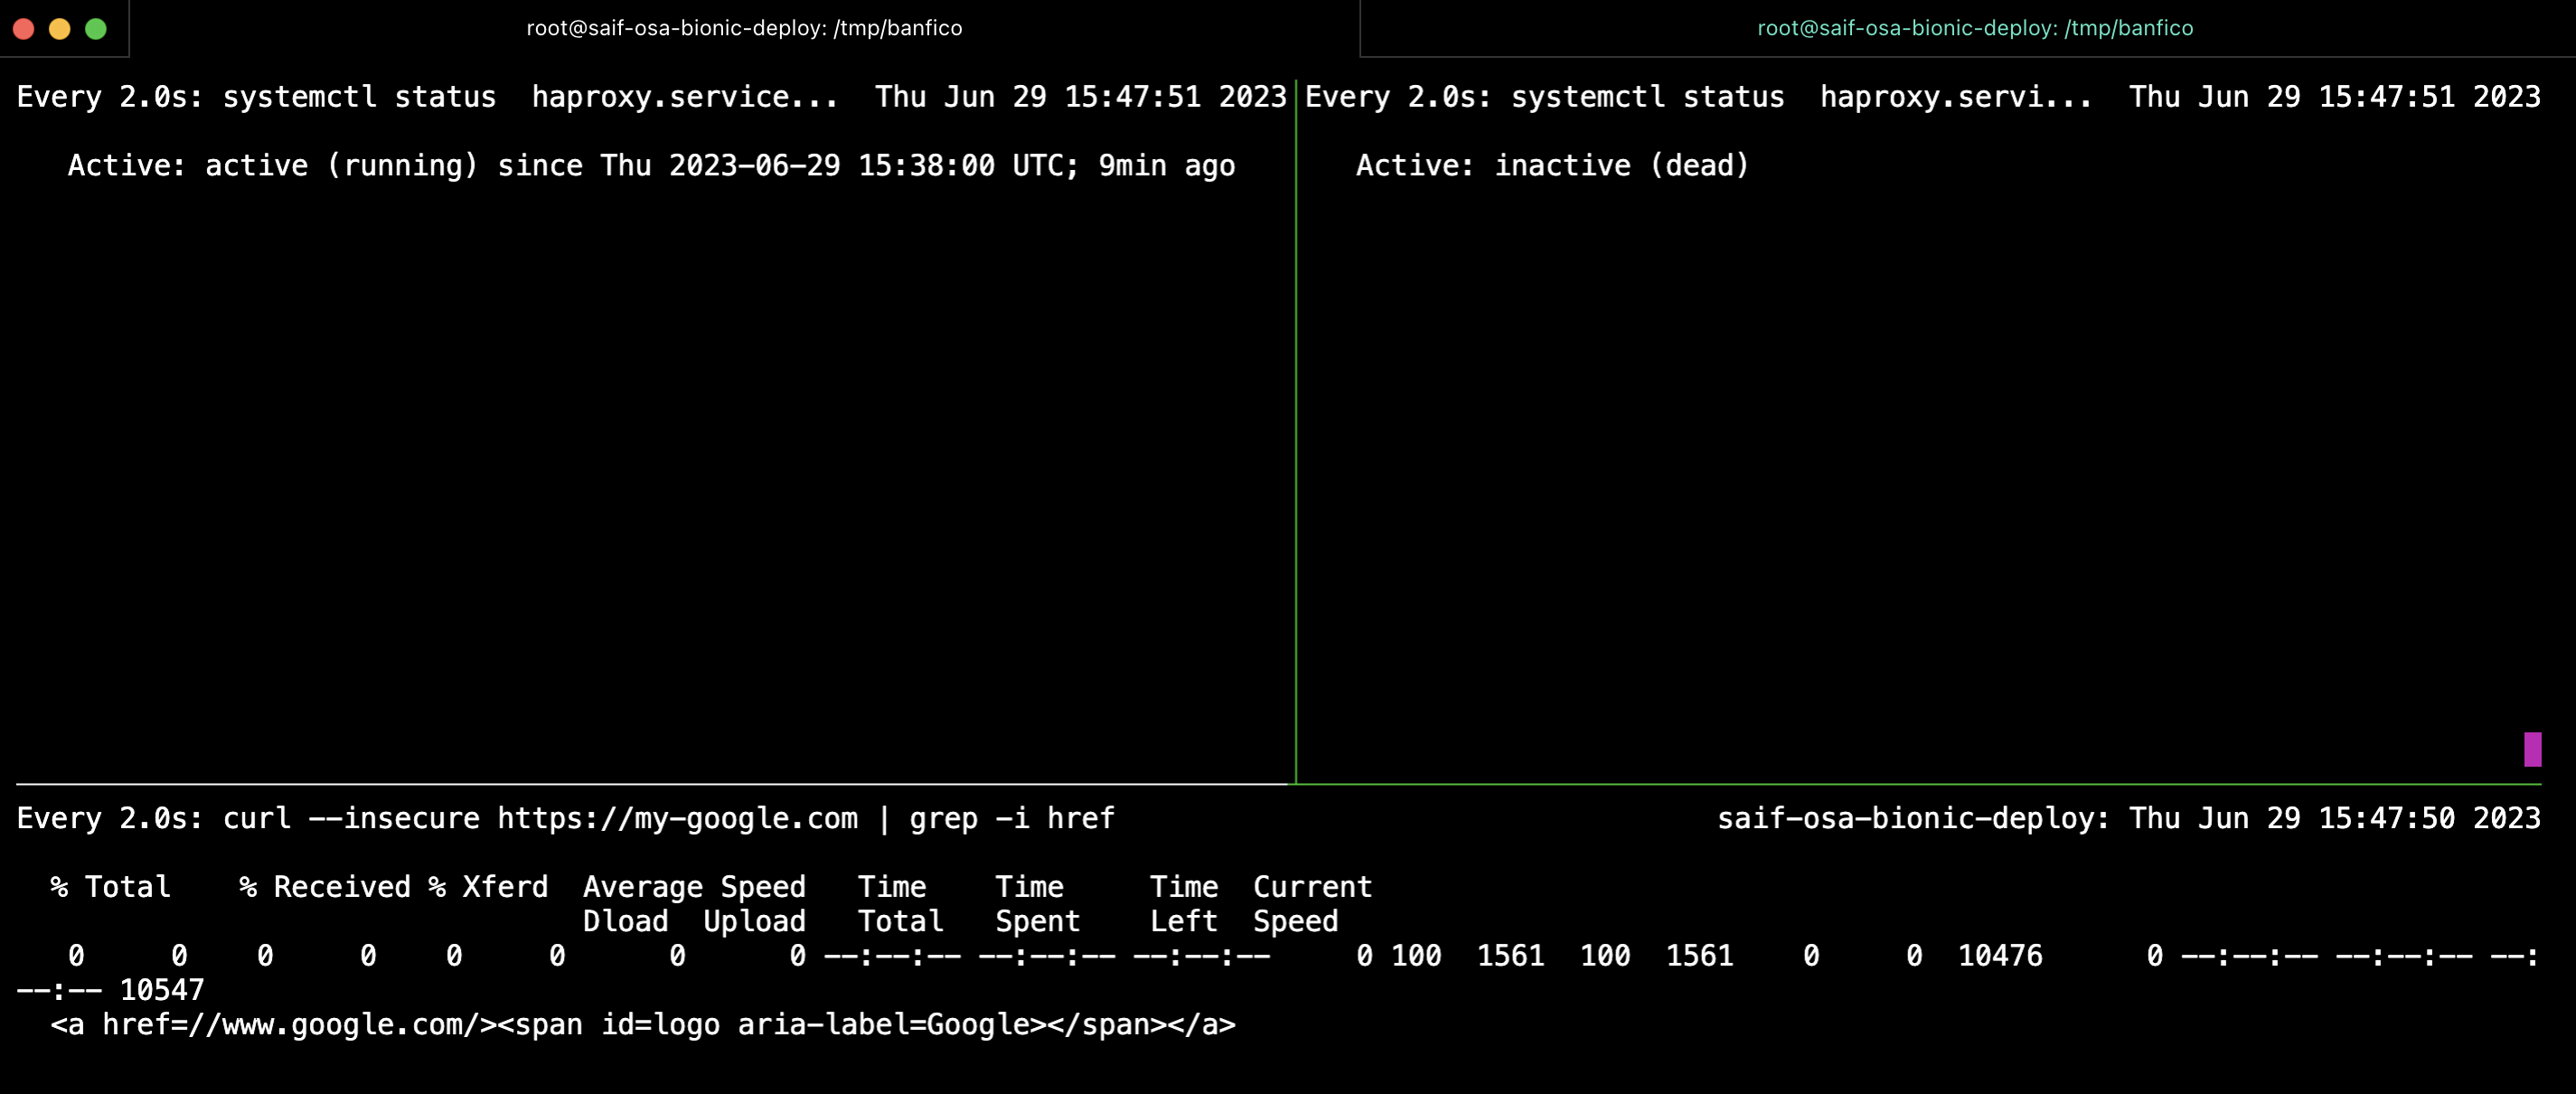 root@saif-osa-bionic-deploy: /tmp/banfico
root@saif-osa-bionic-deploy: /tmp/banfico
Every 2.0s: systemctl status  haproxy.service...  Thu Jun 29 15:47:51 2023
Active: active (running) since Thu 2023-06-29 15:38:00 UTC; 9min ago
Every 2.0s: systemctl status  haproxy.servi...  Thu Jun 29 15:47:51 2023
Active: inactive (dead)
Every 2.0s: curl --insecure https://my-google.com | grep -i href                                   saif-osa-bionic-deploy: Thu Jun 29 15:47:50 2023
  % Total    % Received % Xferd  Average Speed   Time    Time     Time  Current
                                 Dload  Upload   Total   Spent    Left  Speed
   0     0    0     0    0     0      0      0 --:--:-- --:--:-- --:--:--     0 100  1561  100  1561    0     0  10476      0 --:--:-- --:--:-- --:
--:-- 10547
  <a href=//www.google.com/><span id=logo aria-label=Google></span></a>